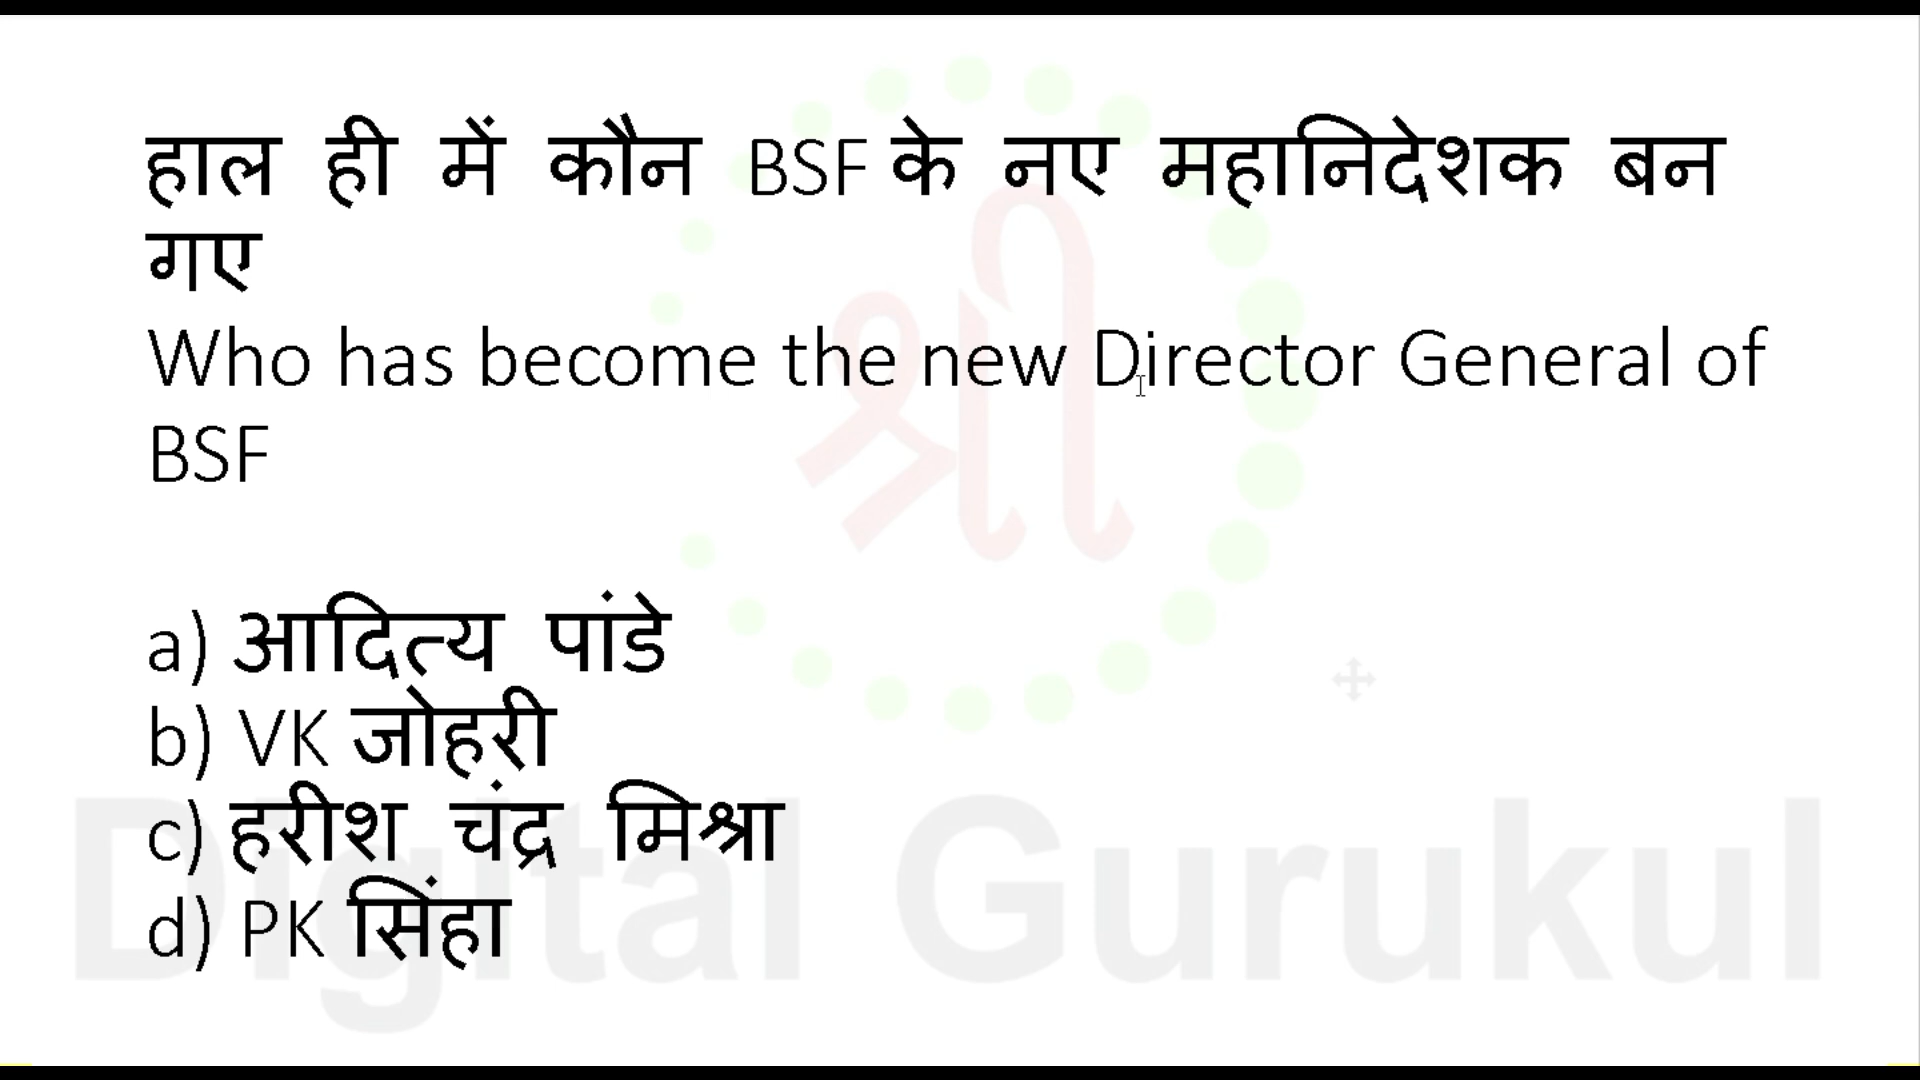 हाल ही में कौन BSF के नए महानिदेशक बन
गए
Who has become the new Director General of
BSF
a) आदित्य पांडे
b) VK जोहरी
c) हरीश चंद्र मिश्रा
d) PK सिंहा
श्री
Digital Gurukul